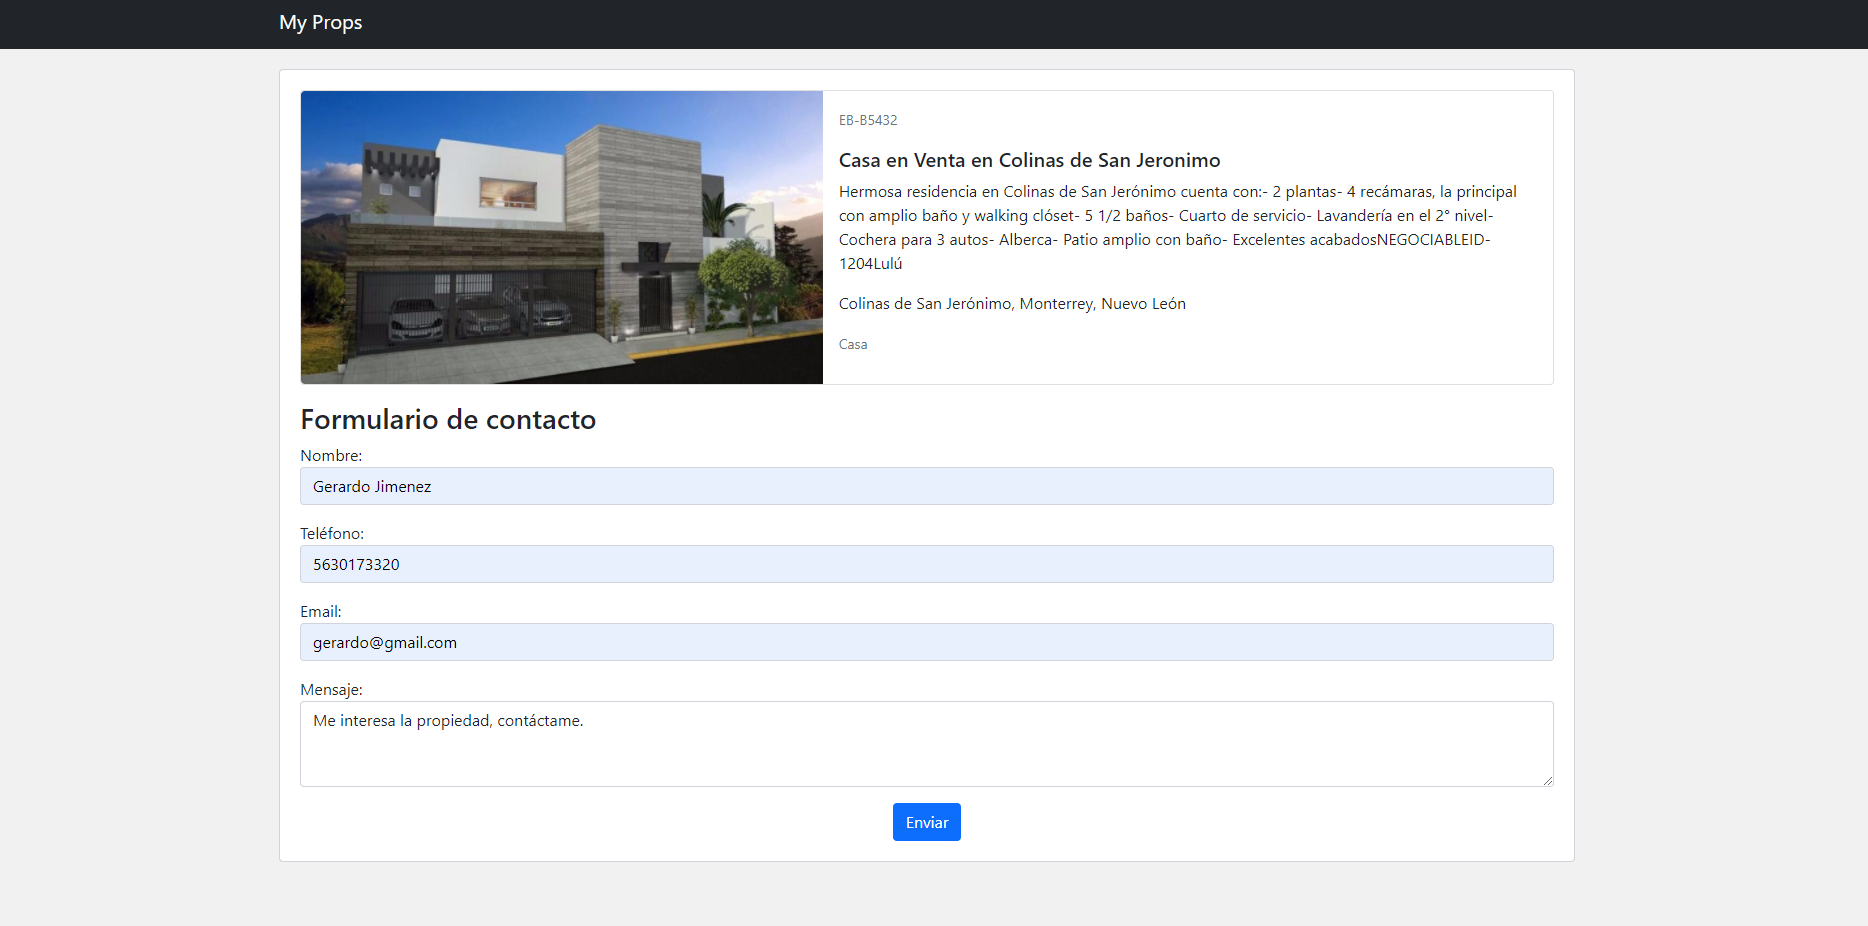 My Props
EB-B5432
Casa en Venta en Colinas de San Jeronimo
Hermosa residencia en Colinas de San Jerónimo cuenta con:- 2 plantas- 4 recámaras, la principal
con amplio baño y walking clóset- 5 1/2 baños- Cuarto de servicio- Lavandería en el 2° nivel-
Cochera para 3 autos- Alberca- Patio amplio con baño- Excelentes acabadosNEGOCIABLEID-
1204Lulú
Colinas de San Jerónimo, Monterrey, Nuevo León
Casa
Formulario de contacto
Nombre:
Gerardo Jimenez
Teléfono:
5630173320
Email:
gerardo@gmail.com
Mensaje:
Me interesa la propiedad, contáctame.
Enviar